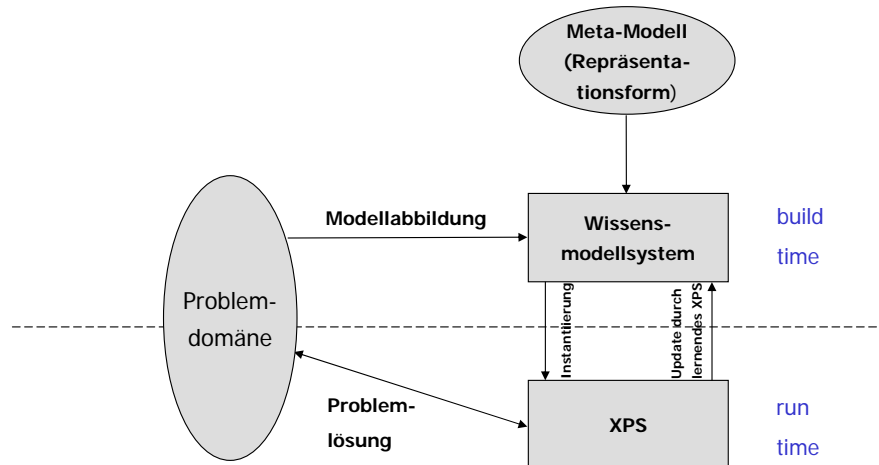 Meta-Modell
(Repräsenta-
tionsform)
Modellabbildung
Wissens-
modellsystem
build
time
Problem-
domäne
Instantiierung
Update durch
lernendes XPS
Problem-
lösung
XPS
run
time